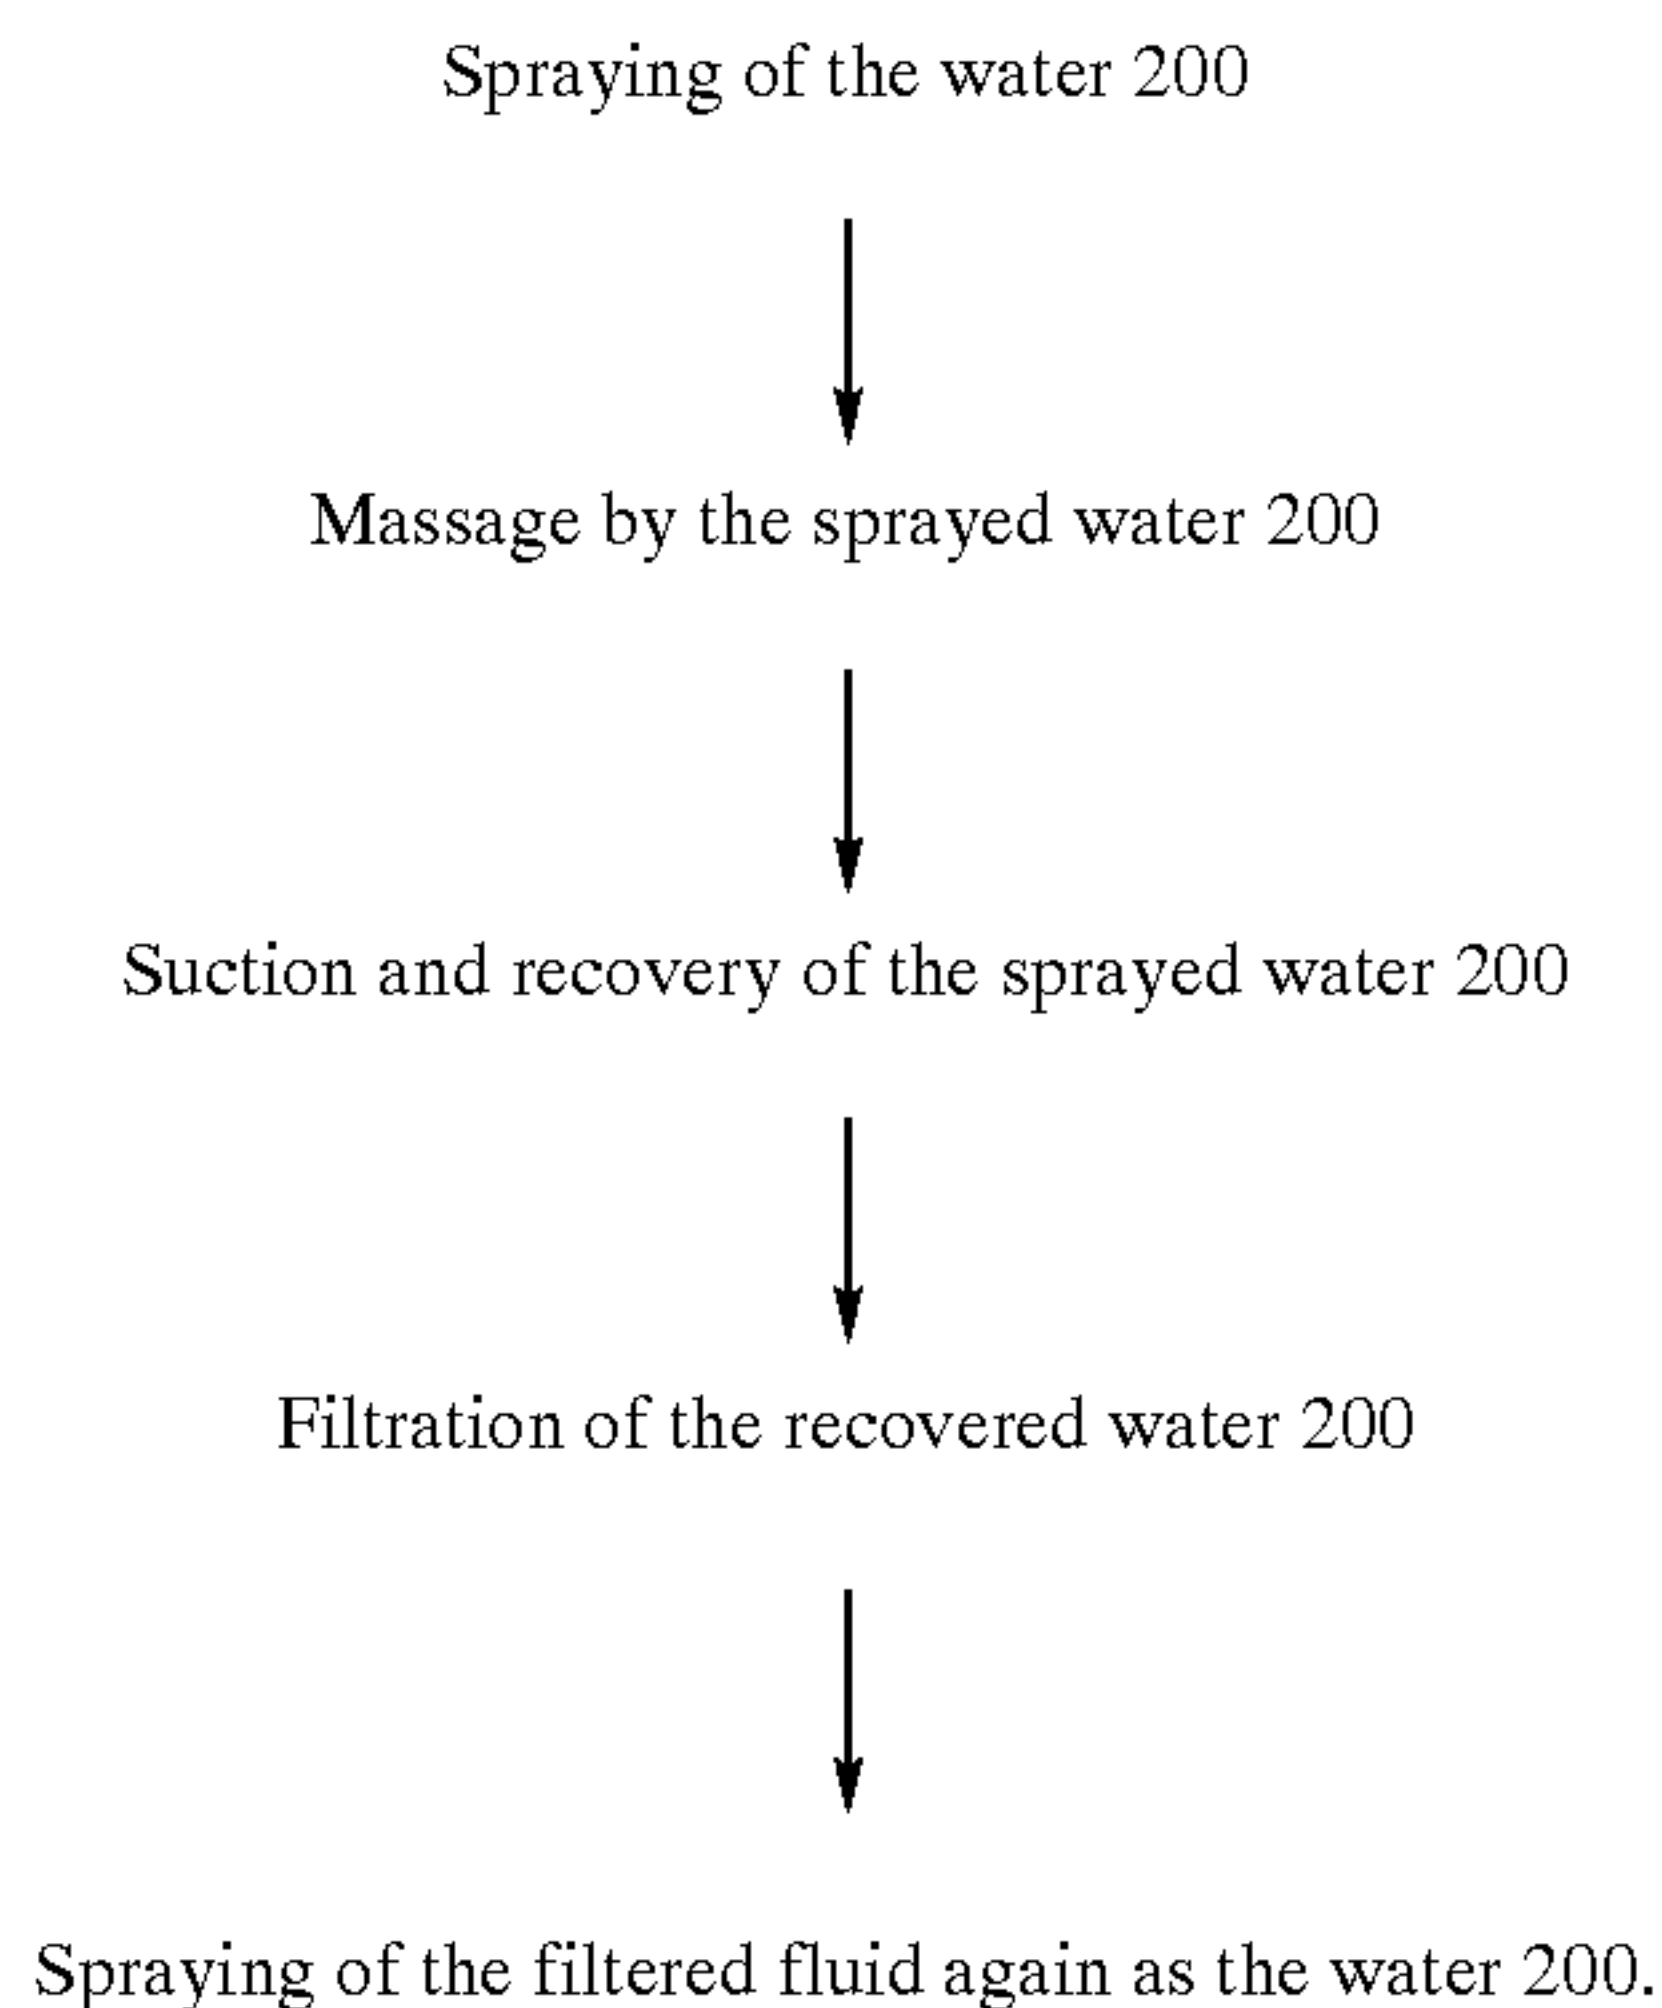 Spraying of the water 200
Massage by the sprayed water 200
Suction and recovery of the sprayed water 200
Filtration of the recovered water 200
Spraying of the filtered fluid again as the water 200.